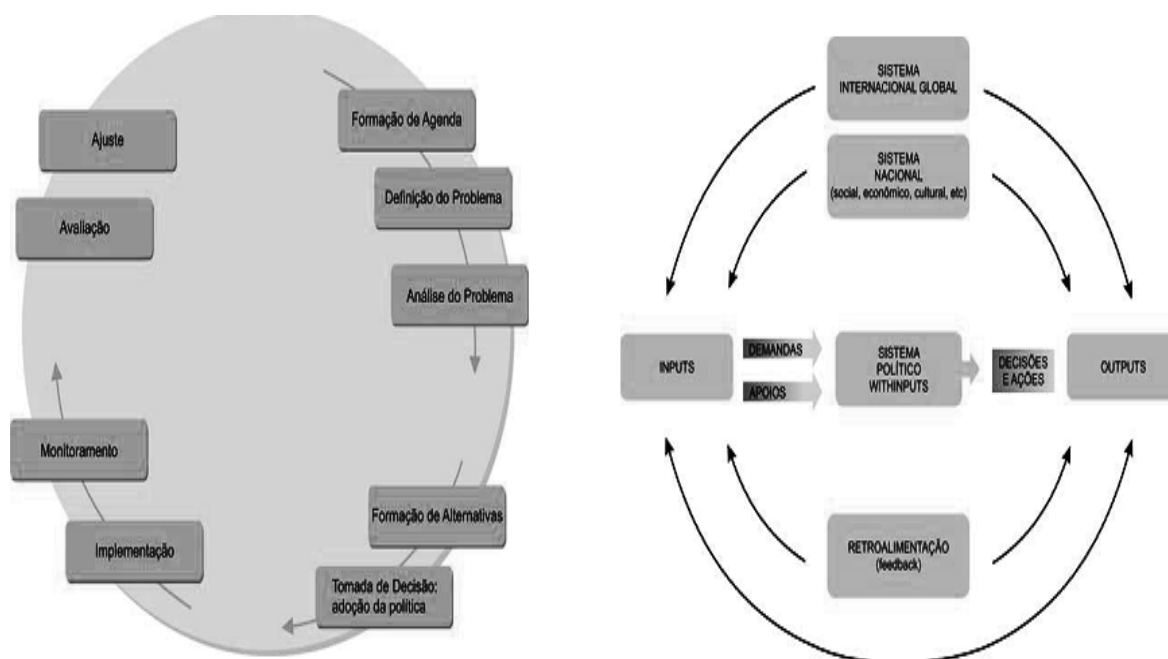 Formação de Agenda
Definição do Problema
Análise do Problema
Formação de Alternativas
Tomada de Decisão:
adoção da política
Implementação
Monitoramento
Avaliação
Ajuste
SISTEMA
INTERNACIONAL GLOBAL
SISTEMA
NACIONAL
(social, econômico, cultural, etc)
INPUTS
DEMANDAS
APOIOS
SISTEMA
POLÍTICO
WITHINPUTS
DECISÕES
E AÇÕES
OUTPUTS
RETROALIMENTAÇÃO
(feedback)